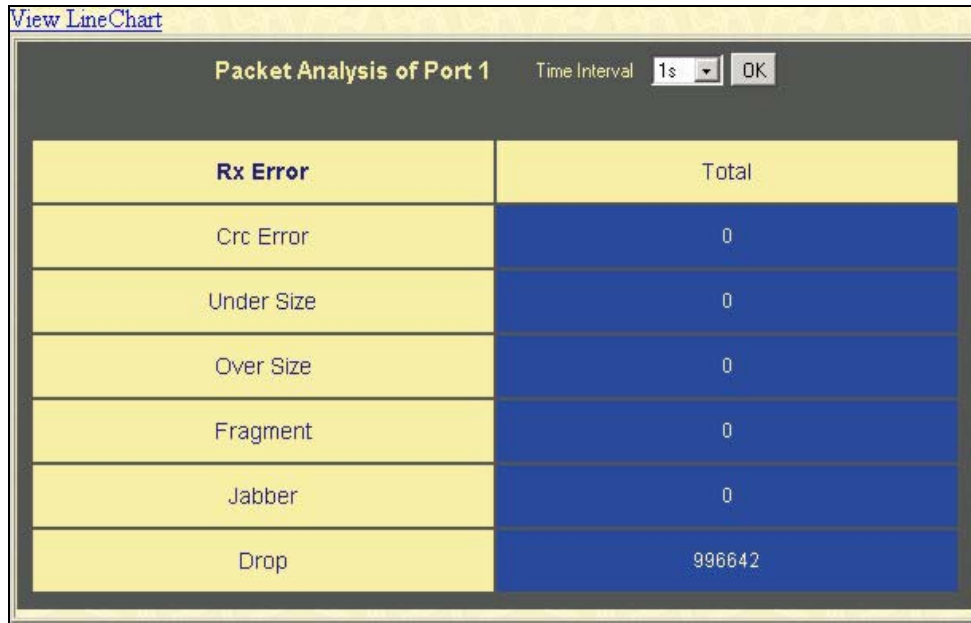 View LineChart
Packet Analysis of Port 1 Time Interval 1s OK
Rx Error Total
Crc Error 0
Under Size 0
Over Size 0
Fragment 0
Jabber 0
Drop 996642